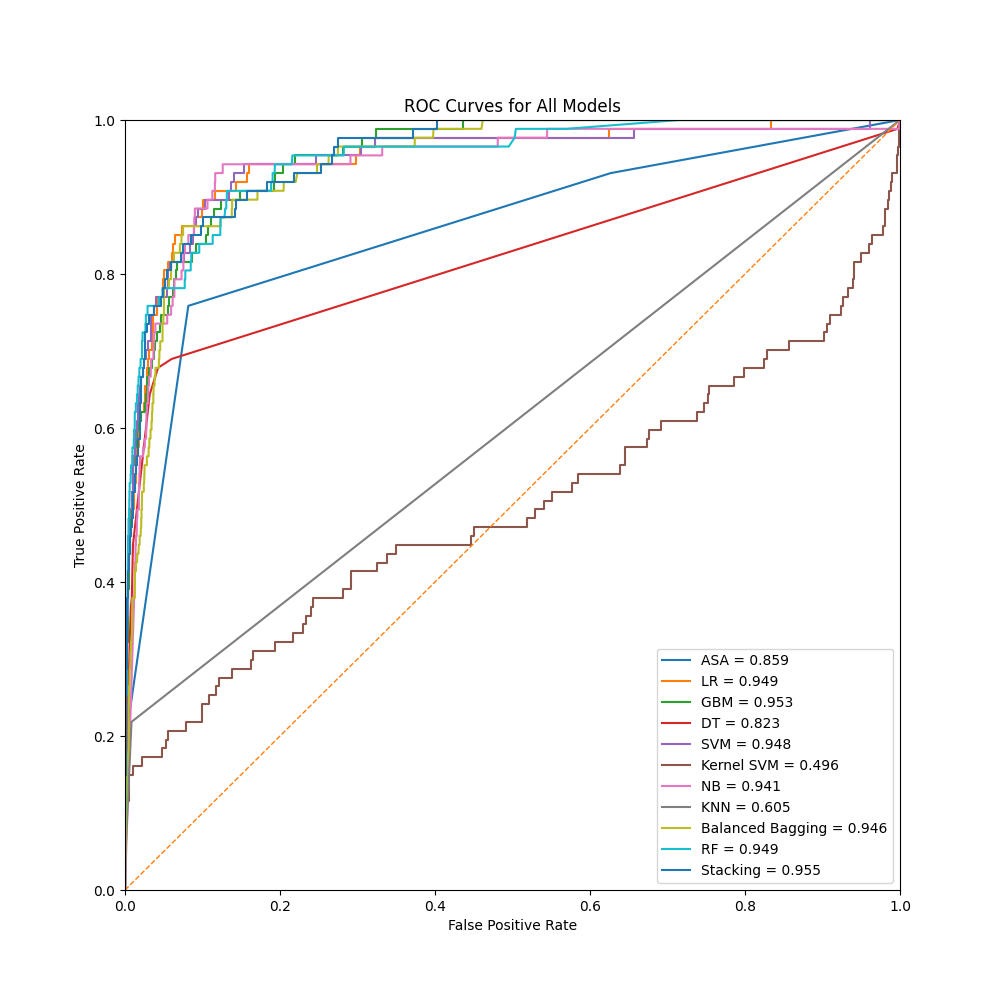 ROC Curves for All Models
1.0
0.8
0.6
0.4
0.2
0.0
True Positive Rate
ASA = 0.859
LR = 0.949
GBM = 0.953
DT = 0.823
SVM = 0.948
Kernel SVM = 0.496
NB = 0.941
KNN = 0.605
Balanced Bagging = 0.946
RF = 0.949
Stacking = 0.955
0.0 0.2 0.4 0.6 0.8 1.0
False Positive Rate